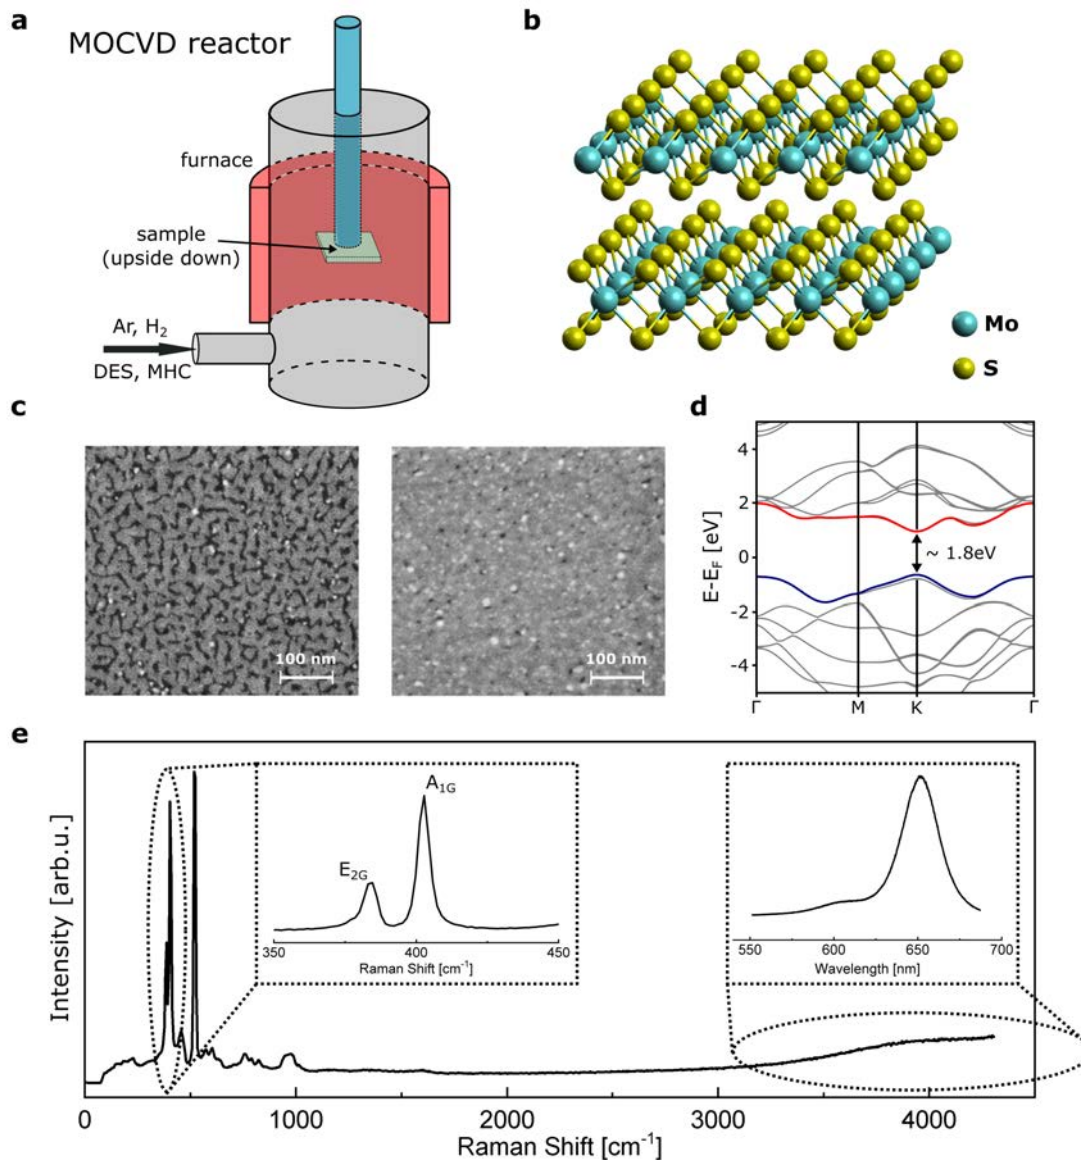 a
MOCVD reactor
furnace
sample
(upside down)
Ar, H₂
DES, MHC
b
Mo
S
c
100 nm
100 nm
d
E-E_F [eV]
4
2
0
-2
-4
~ 1.8eV
Γ M K Γ
e
Intensity [arb.u.]
E₂G
A₁G
350 400 450
Raman Shift [cm⁻¹]
550 600 650 700
Wavelength [nm]
0 1000 2000 3000 4000
Raman Shift [cm⁻¹]